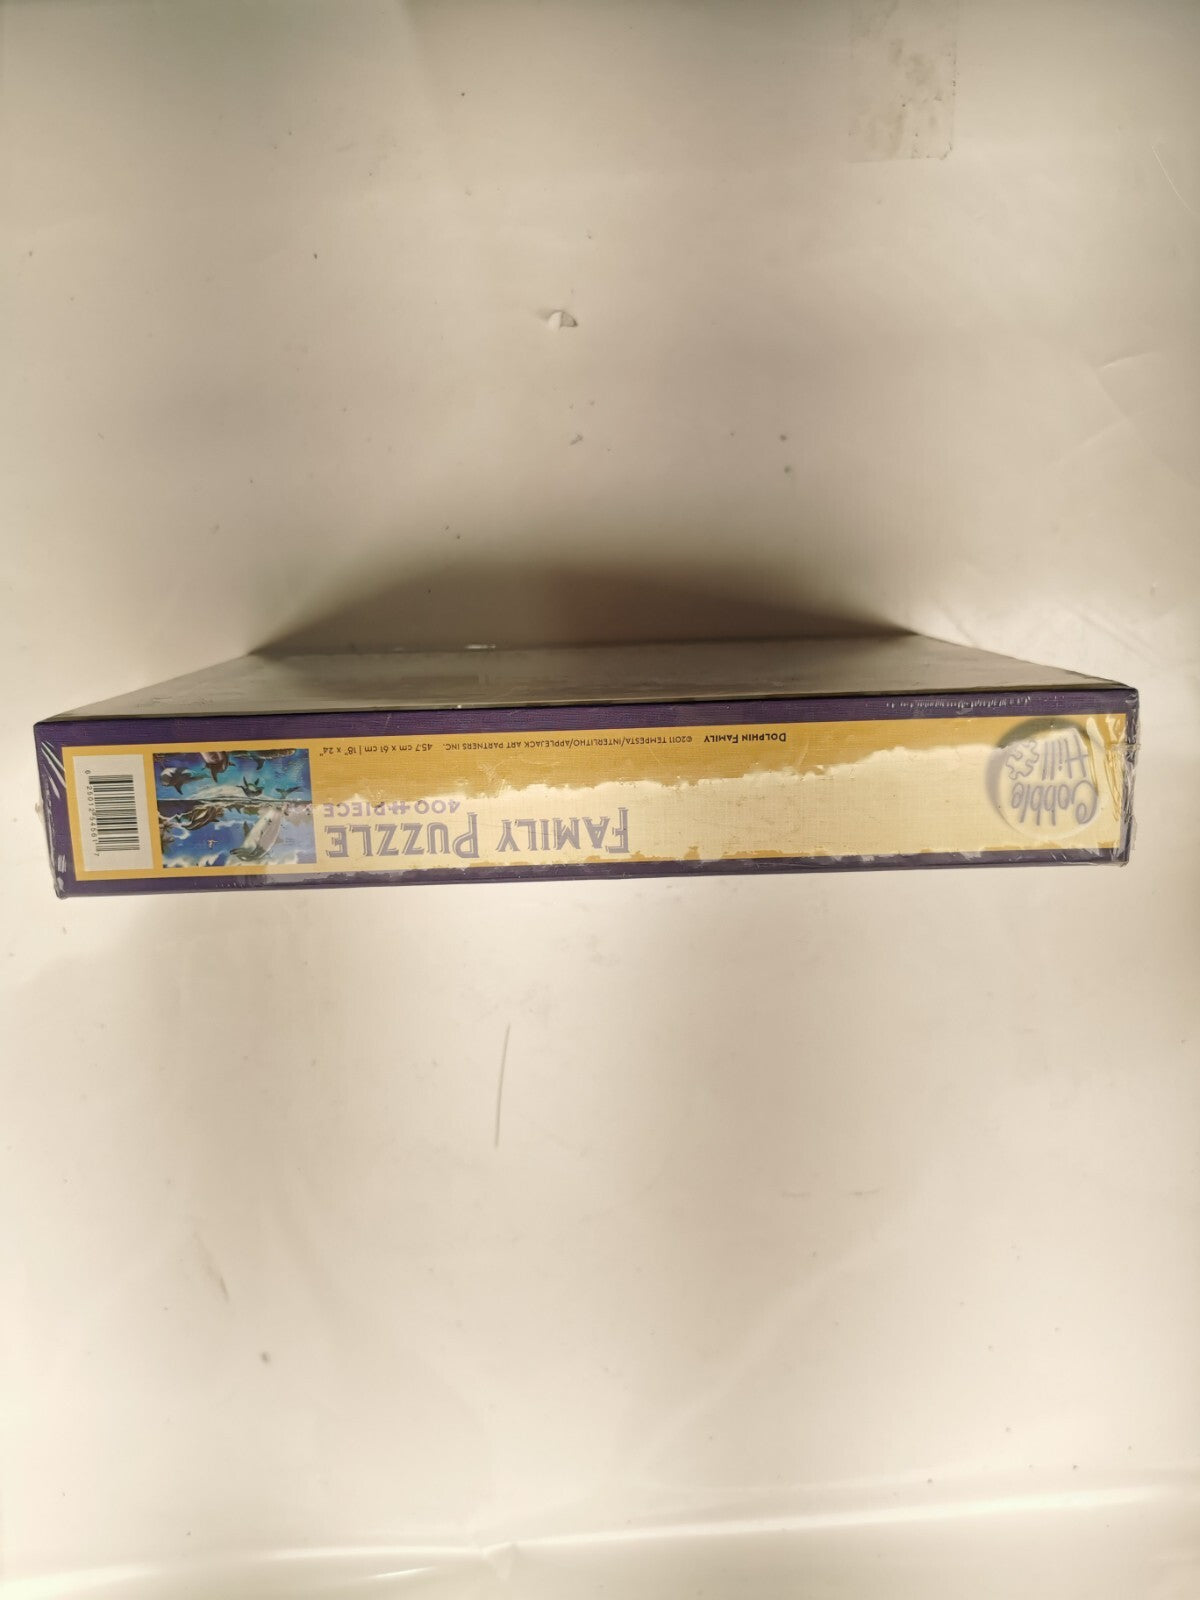 Cobble
Hill
FAMILY PUZZLE
400 PIECE
DOLPHIN FAMILY ©2011 TEMPESTA/INTERLITHO/APPLEJACK ART PARTNERS INC. 45.7 cm x 61 cm | 18" x 24"